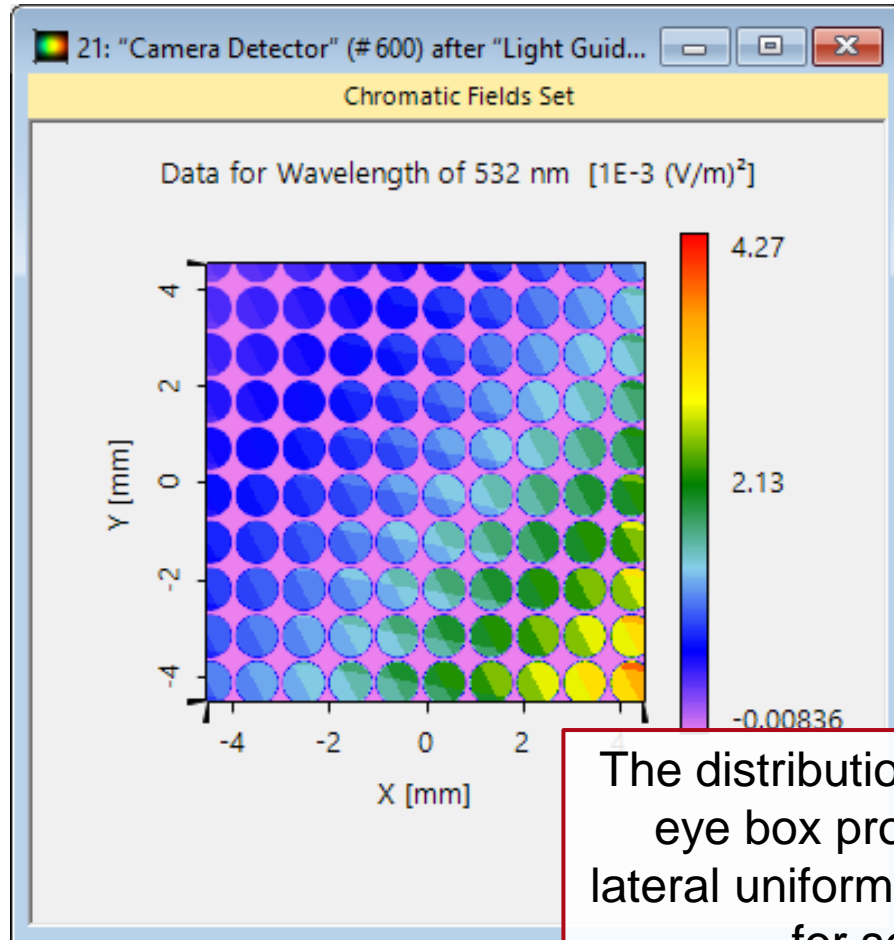 21: "Camera Detector" (# 600) after "Light Guid...
Chromatic Fields Set
Data for Wavelength of 532 nm [1E-3 (V/m)²]
4.27
2.13
-0.00836
4
2
0
-2
-4
Y [mm]
-4 -2 0 2 4
X [mm]
The distributio
eye box pro
lateral uniform
for